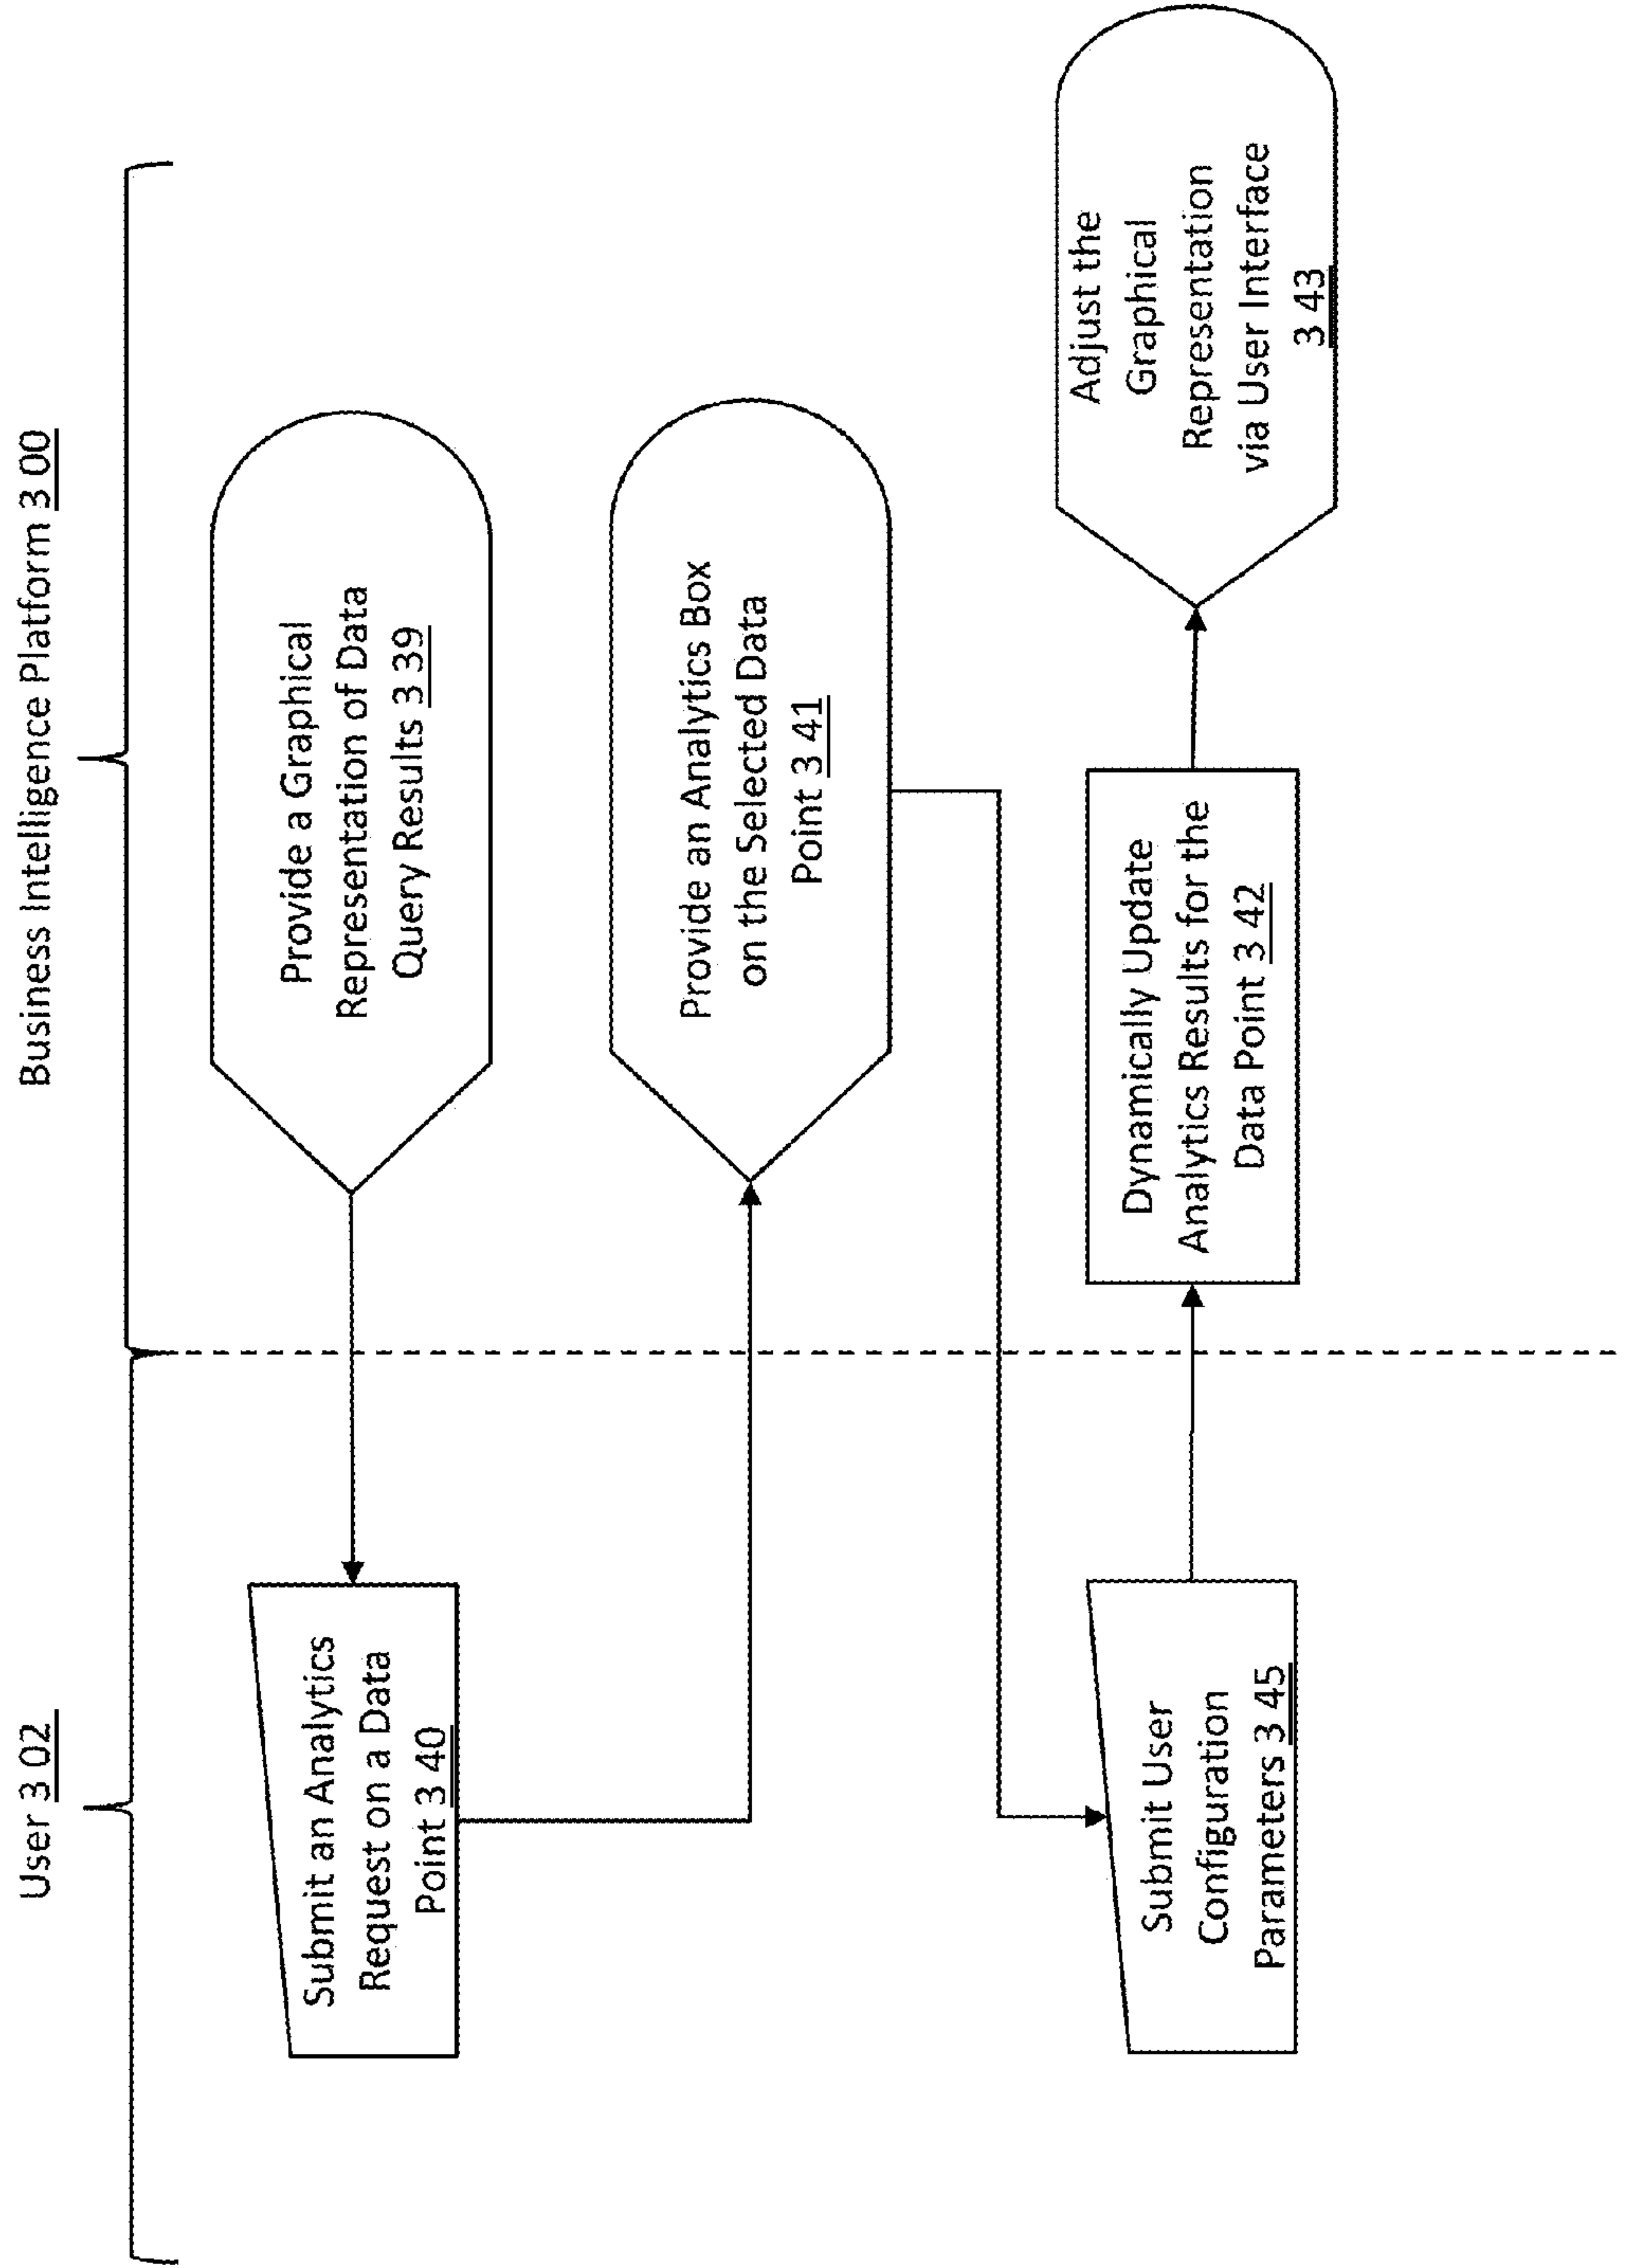 User 3 02
Business Intelligence Platform 3 00
Provide a Graphical
Representation of Data
Query Results 3 39
Submit an Analytics
Request on a Data
Point 3 40
Provide an Analytics Box
on the Selected Data
Point 3 41
Submit User
Configuration
Parameters 3 45
Dynamically Update
Analytics Results for the
Data Point 3 42
Adjust the
Graphical
Representation
via User Interface
3 43